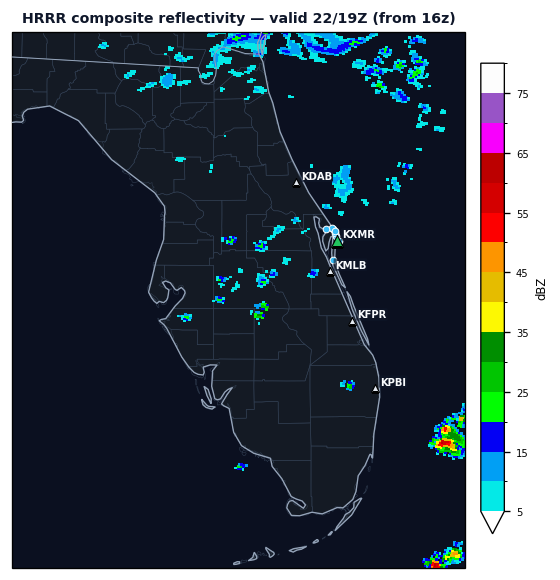 HRRR composite reflectivity — valid 22/19Z (from 16z)
KDAB
KXMR
KMLB
KFPR
KPBI
75
65
55
45
35
25
15
5
dBZ